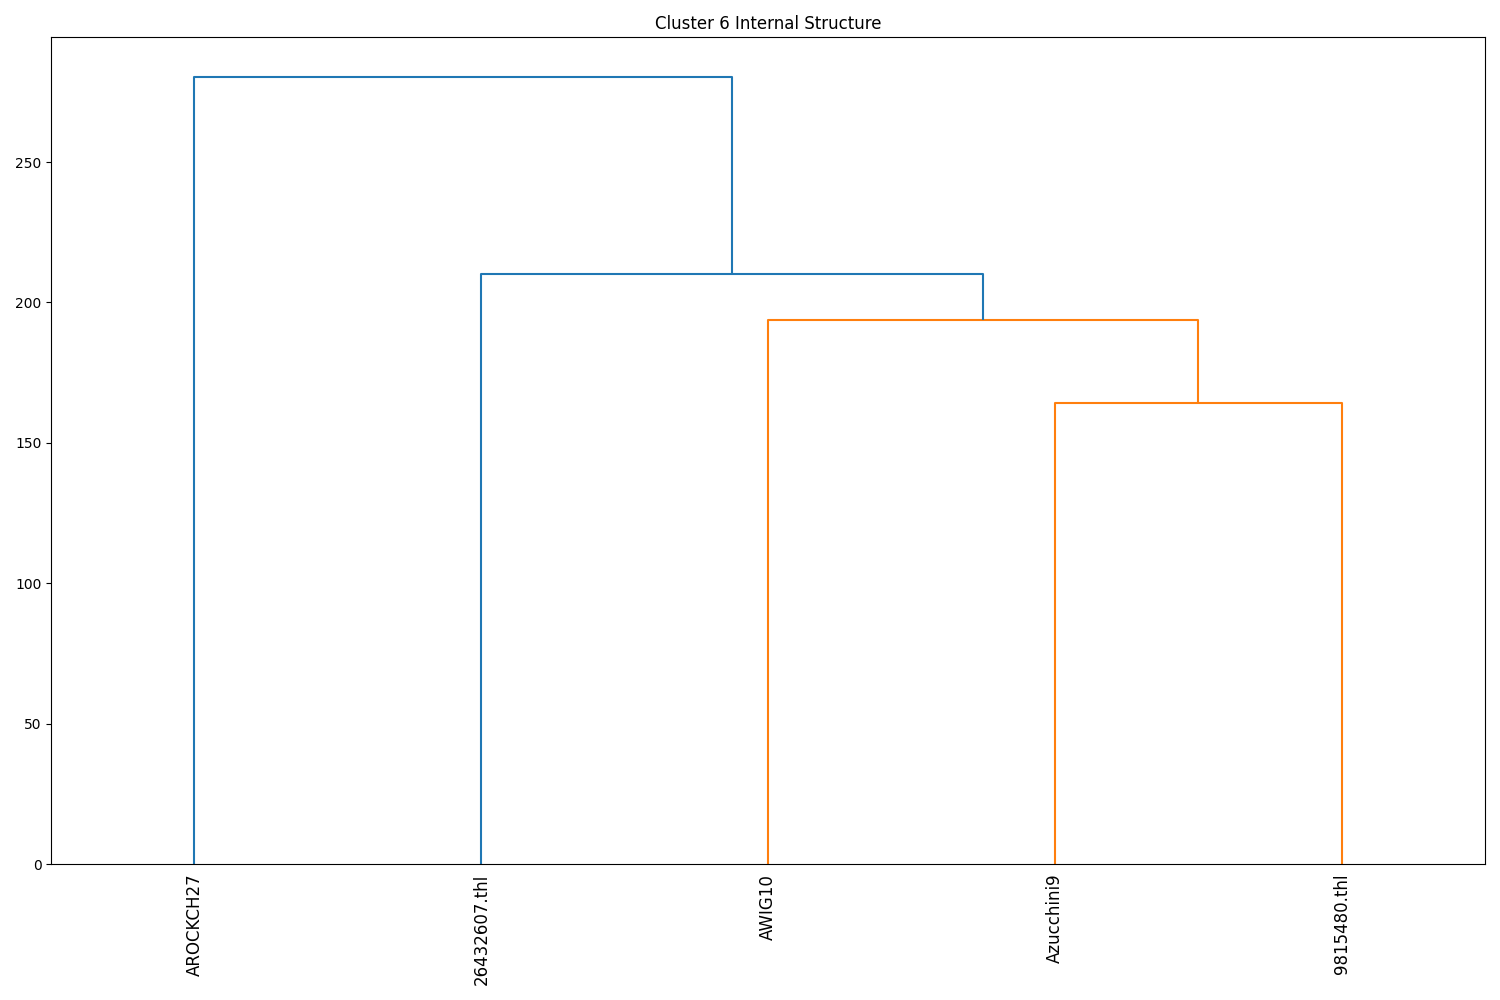 Cluster 6 Internal Structure
250
200
150
100
50
0
AROCKCH27
26432607.thl
AWIG10
Azucchini9
9815480.thl